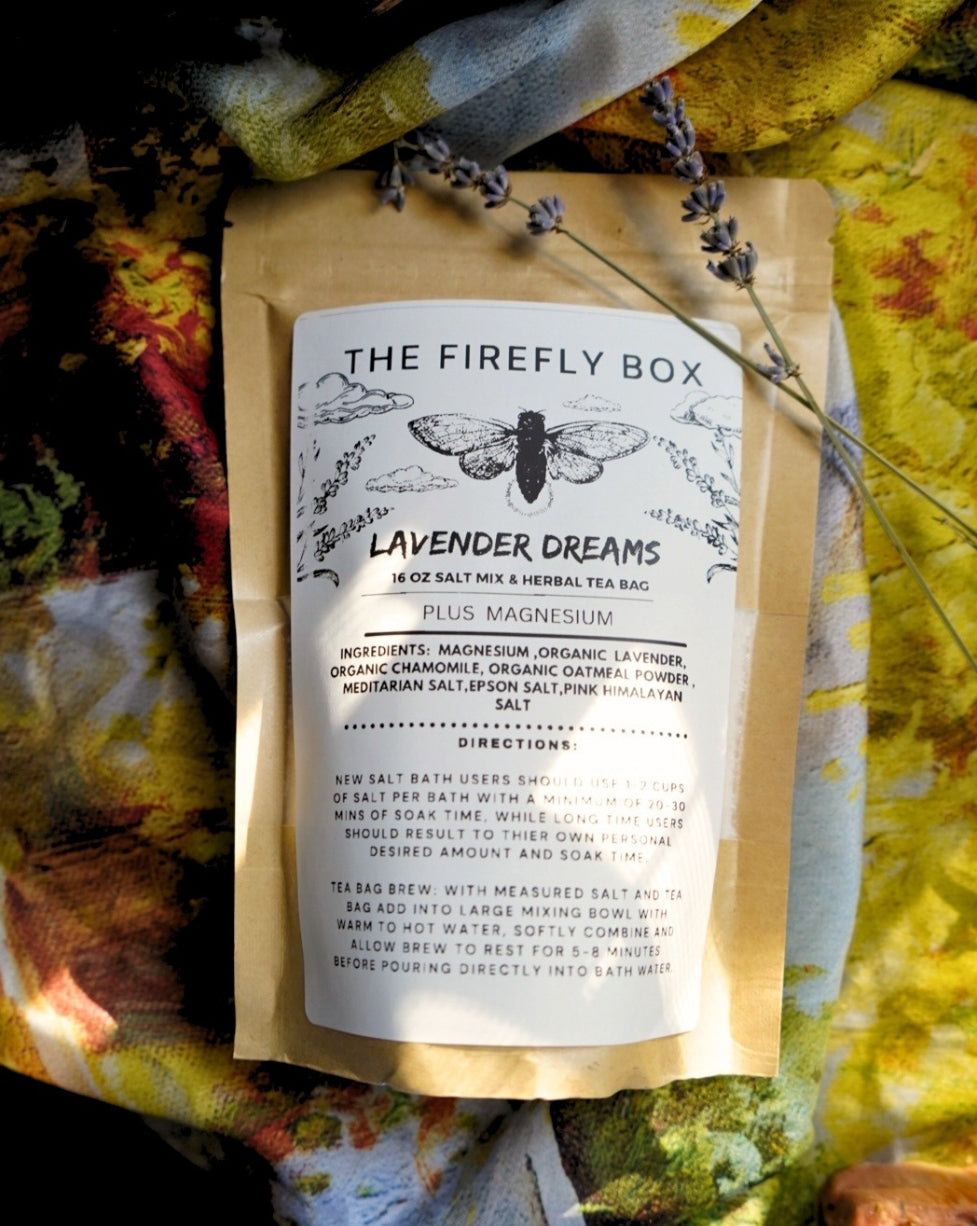 THE FIREFLY BOX
LAVENDER DREAMS
16 OZ SALT MIX & HERBAL TEA BAG
PLUS MAGNESIUM
INGREDIENTS: MAGNESIUM ,ORGANIC LAVENDER,
ORGANIC CHAMOMILE, ORGANIC OATMEAL POWDER ,
MEDITARIAN SALT,EPSON SALT,PINK HIMALAYAN
SALT
DIRECTIONS:
NEW SALT BATH USERS SHOULD USE 1-2 CUPS
OF SALT PER BATH WITH A MINIMUM OF 20-30
MINS OF SOAK TIME, WHILE LONG TIME USERS
SHOULD RESULT TO THIER OWN PERSONAL
DESIRED AMOUNT AND SOAK TIME.
TEA BAG BREW: WITH MEASURED SALT AND TEA
BAG ADD INTO LARGE MIXING BOWL WITH
WARM TO HOT WATER, SOFTLY COMBINE AND
ALLOW BREW TO REST FOR 5-8 MINUTES
BEFORE POURING DIRECTLY INTO BATH WATER.